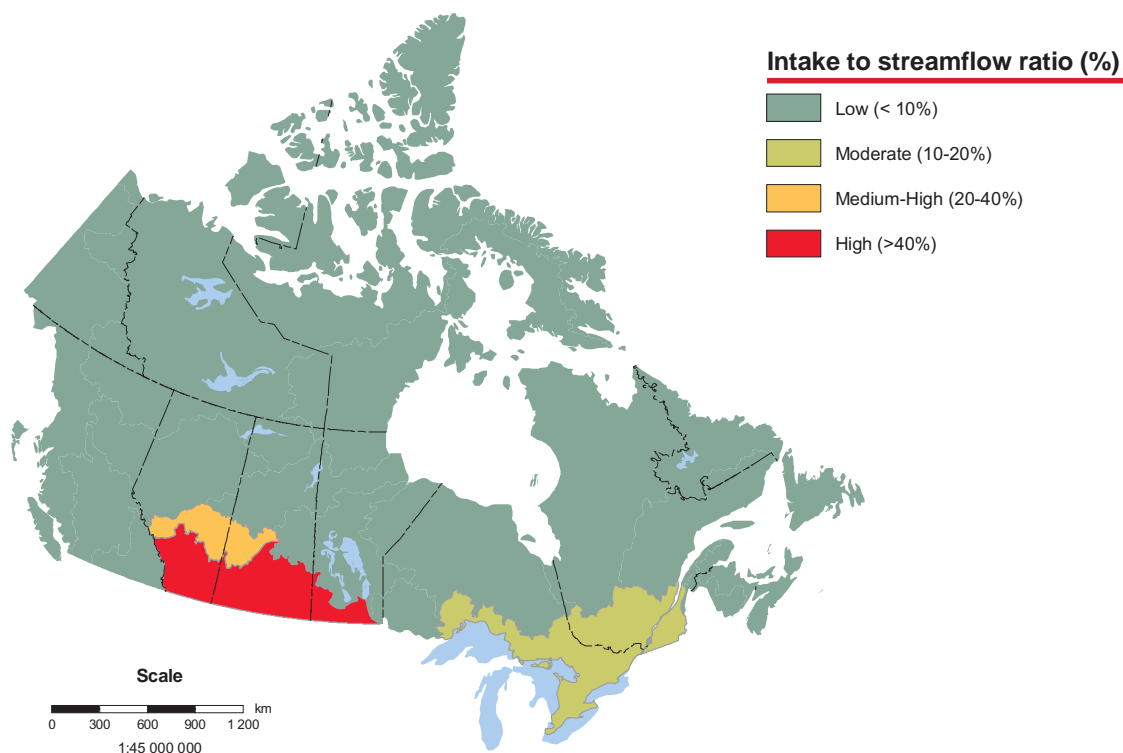 Intake to streamflow ratio (%)
Low (< 10%)
Moderate (10-20%)
Medium-High (20-40%)
High (>40%)
Scale
km
0 300 600 900 1 200
1:45 000 000